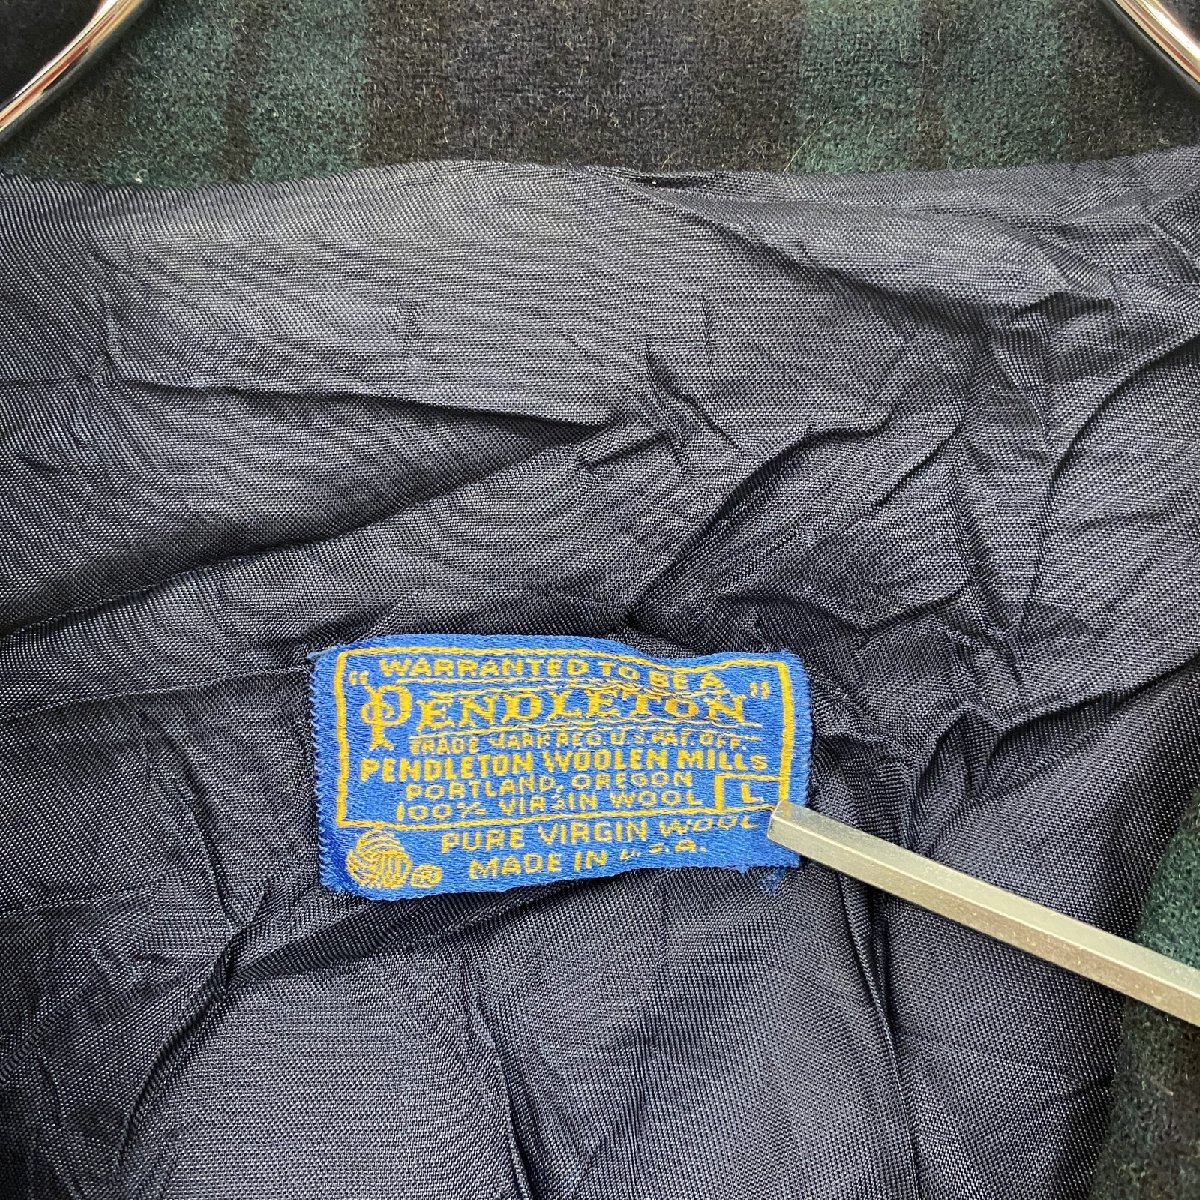 WARRANTED TO BE A
"PENDLETON"
TRADE MARK REG U.S. PAT. OFF.
PENDLETON WOOLEN MILLS
PORTLAND, OREGON
100% VIRGIN WOOL L
PURE VIRGIN WOOL
® MADE IN U.S.A.